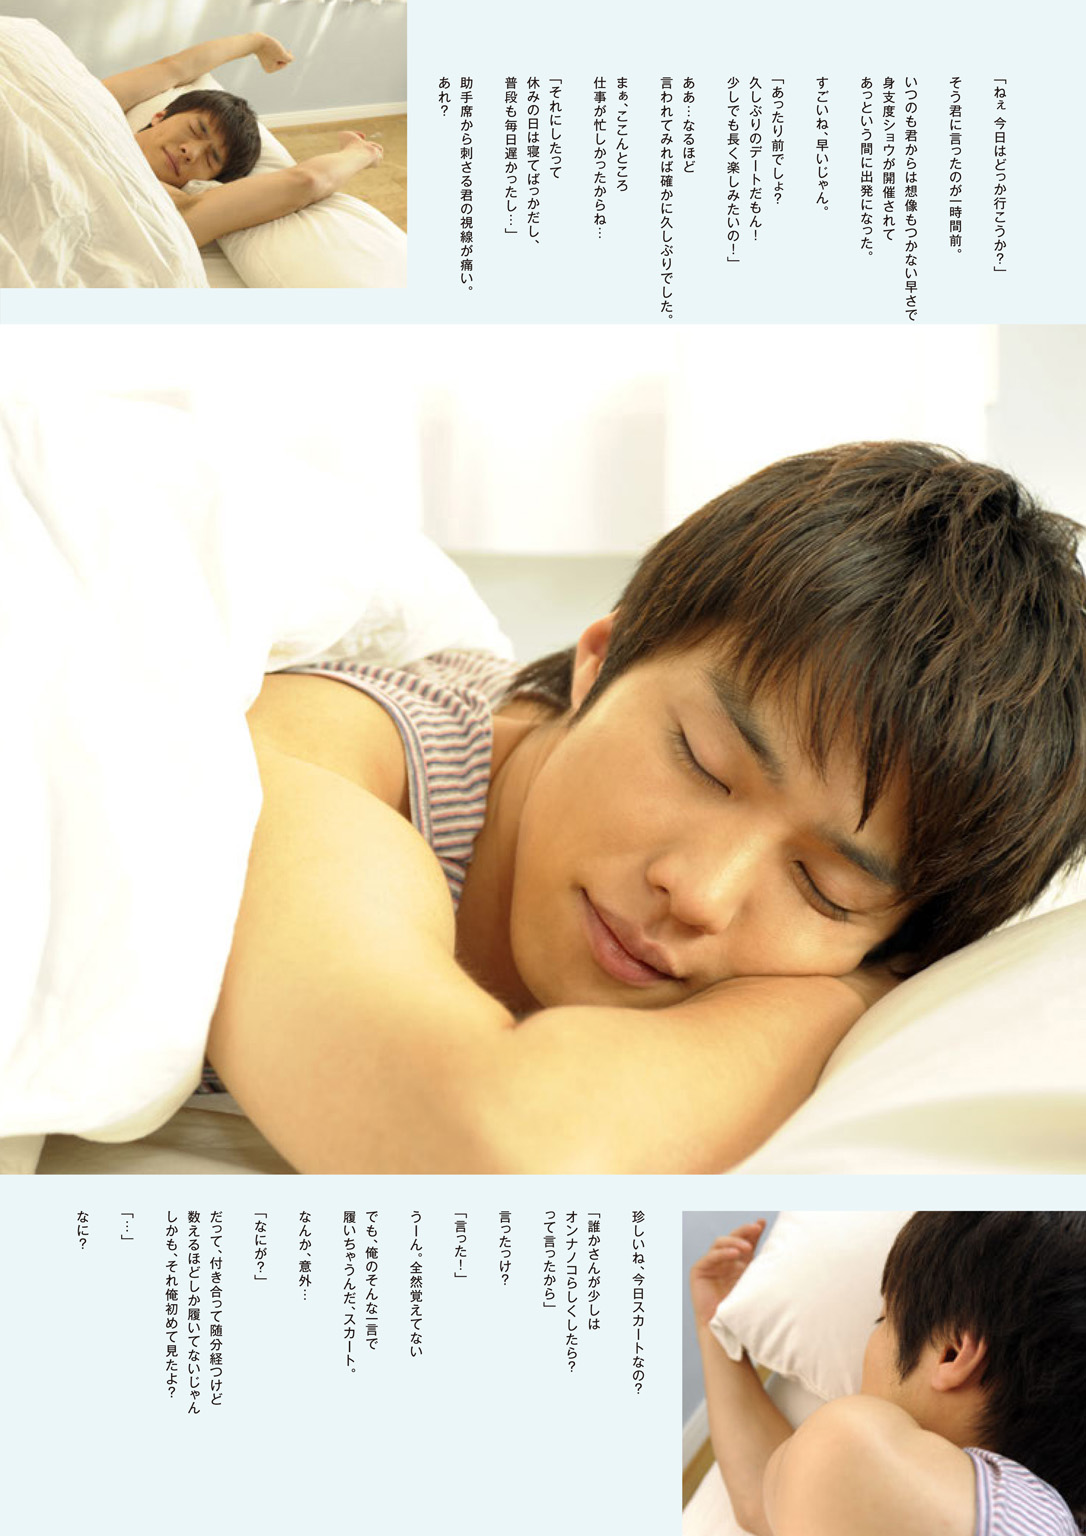 「ねぇ 今日はどっか行こうか？」
そう君に言ったのが一時間前。
いつのも君からは想像もつかない早さで
身支度ショウが開催されて
あっという間に出発になった。
すごいね、早いじゃん。
「あったり前でしょ？
久しぶりのデートだもん！
少しでも長く楽しみたいの！」
ああ…なるほど
言われてみれば確かに久しぶりでした。
まぁ、ここんところ
仕事が忙しかったからね…
「それにしたって
休みの日は寝てばっかだし、
普段も毎日遅かったし…」
助手席から刺さる君の視線が痛い。
あれ？
珍しいね、今日スカートなの？
「誰かさんが少しは
オンナノコらしくしたら？
って言ったから」
言ったっけ？
「言った！」
うーん。全然覚えてない
でも、俺のそんな一言で
履いちゃうんだ、スカート。
なんか、意外…
「なにが？」
だって、付き合って随分経つけど
数えるほどしか履いてないじゃん
しかも、それ俺初めて見たよ？
「…」
なに？